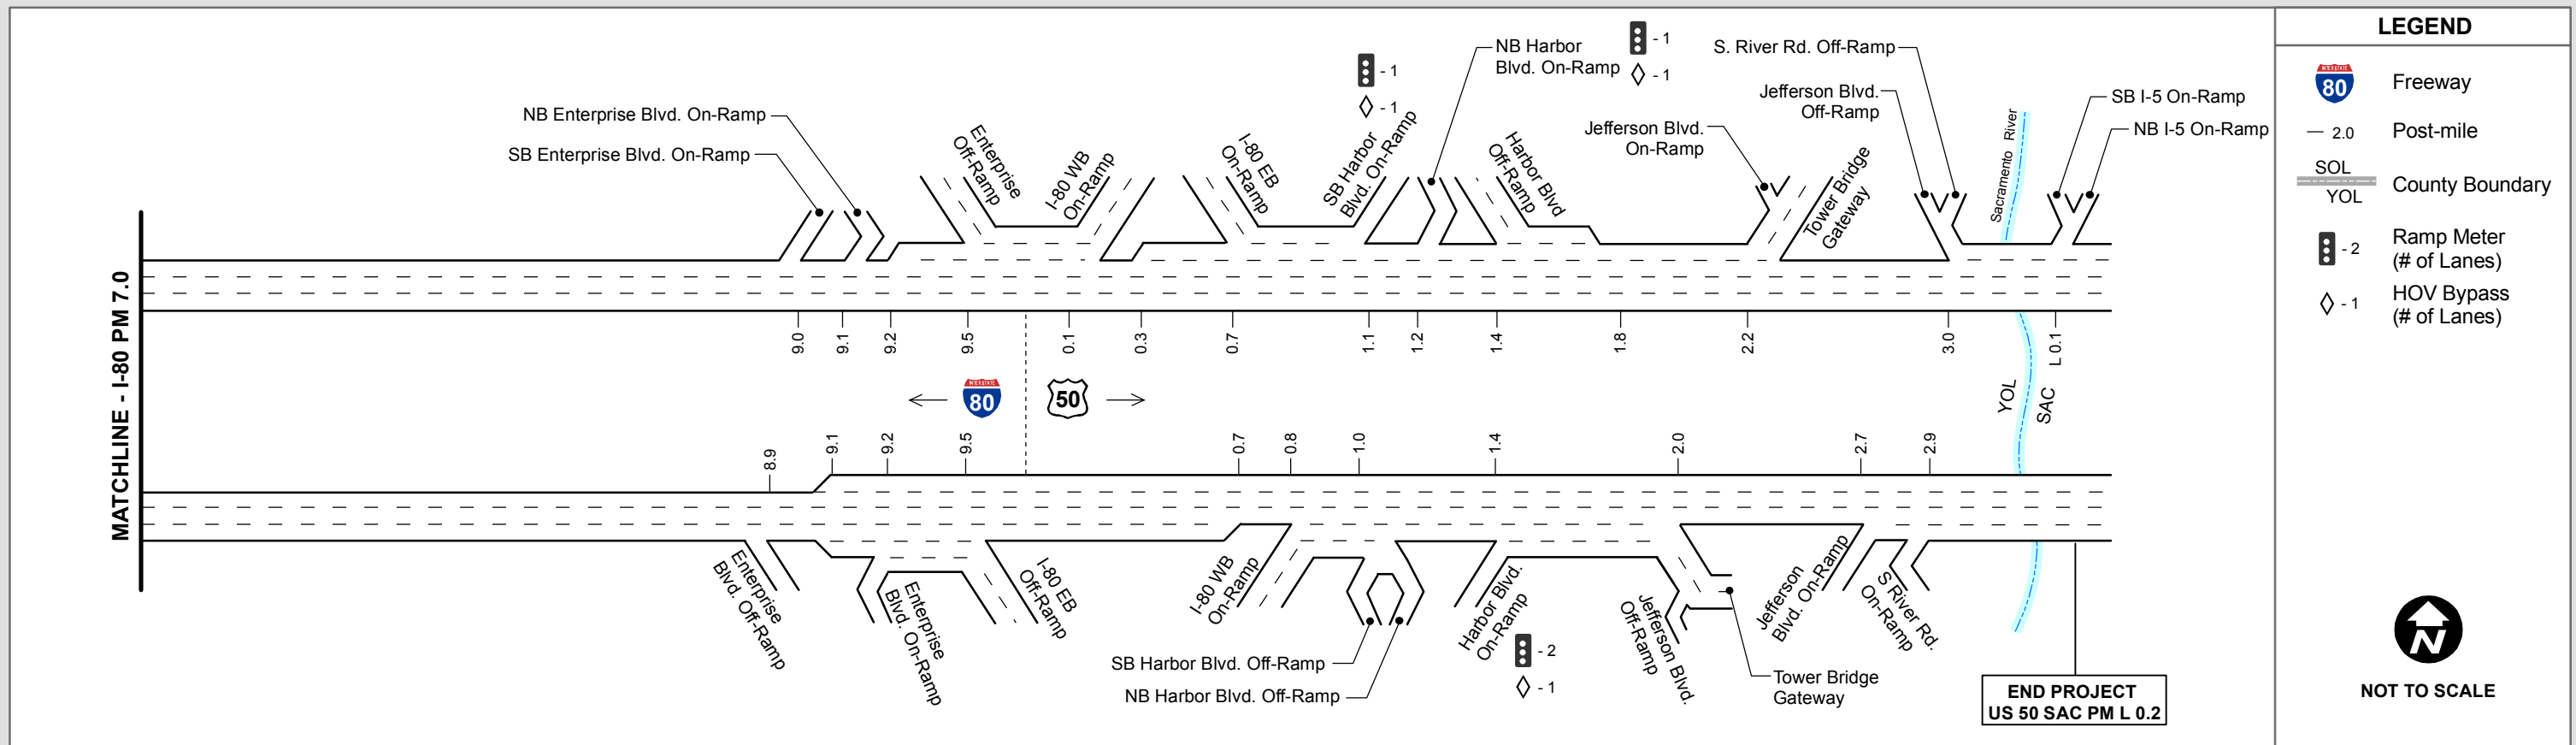 NB Harbor
Blvd. On-Ramp
- 1
- 1
- 1
- 1
S. River Rd. Off-Ramp
Jefferson Blvd.
Off-Ramp
Jefferson Blvd.
On-Ramp
SB I-5 On-Ramp
NB I-5 On-Ramp
NB Enterprise Blvd. On-Ramp
SB Enterprise Blvd. On-Ramp
Enterprise
Off-Ramp
I-80 WB
On-Ramp
I-80 EB
On-Ramp
SB Harbor
Blvd. On-Ramp
Harbor Blvd
Off-Ramp
Tower Bridge
Gateway
Sacramento River
MATCHLINE - I-80 PM 7.0
9.0
9.1
9.2
9.5
0.1
0.3
0.7
1.1
1.2
1.4
1.8
2.2
3.0
L 0.1
INTERSTATE
80
50
YOL
SAC
8.9
9.1
9.2
9.5
0.7
0.8
1.0
1.4
2.0
2.7
2.9
Enterprise
Blvd. Off-Ramp
Enterprise
Blvd. On-Ramp
I-80 EB
Off-Ramp
I-80 WB
On-Ramp
SB Harbor Blvd. Off-Ramp
NB Harbor Blvd. Off-Ramp
Harbor Blvd.
On-Ramp
- 2
- 1
Jefferson Blvd.
Off-Ramp
Tower Bridge
Gateway
Jefferson
Blvd. On-Ramp
S River Rd.
On-Ramp
END PROJECT
US 50 SAC PM L 0.2
LEGEND
INTERSTATE
80
Freeway
2.0
Post-mile
SOL
YOL
County Boundary
- 2
Ramp Meter
(# of Lanes)
- 1
HOV Bypass
(# of Lanes)
N
NOT TO SCALE